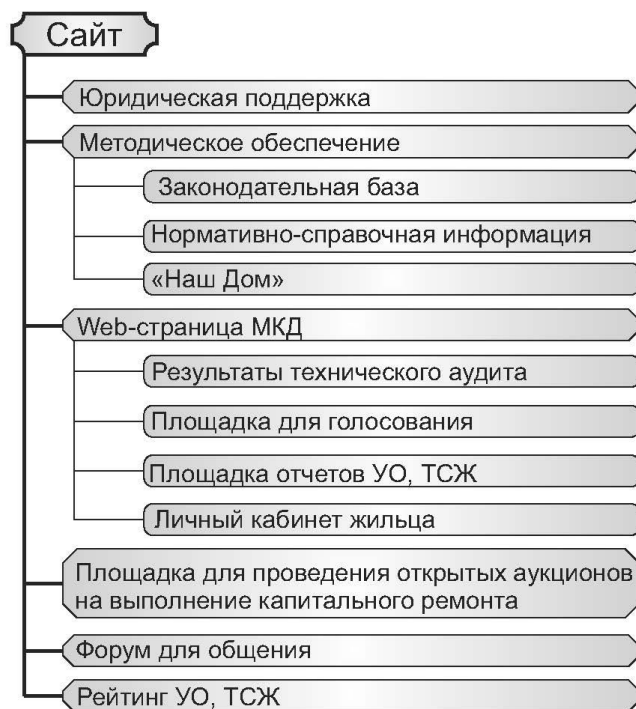 Сайт
Юридическая поддержка
Методическое обеспечение
Законодательная база
Нормативно-справочная информация
«Наш Дом»
Web-страница МКД
Результаты технического аудита
Площадка для голосования
Площадка отчетов УО, ТСЖ
Личный кабинет жильца
Площадка для проведения открытых аукционов
на выполнение капитального ремонта
Форум для общения
Рейтинг УО, ТСЖ